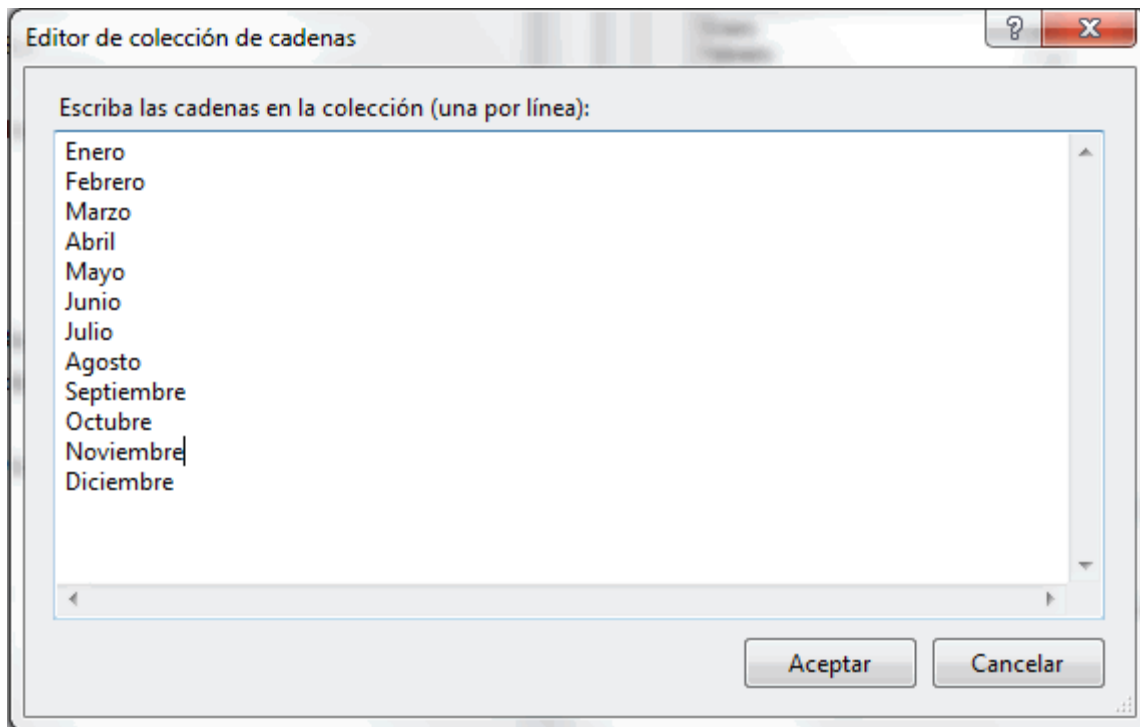 Editor de colección de cadenas
Escriba las cadenas en la colección (una por línea):
Enero
Febrero
Marzo
Abril
Mayo
Junio
Julio
Agosto
Septiembre
Octubre
Noviembre
Diciembre
Aceptar
Cancelar